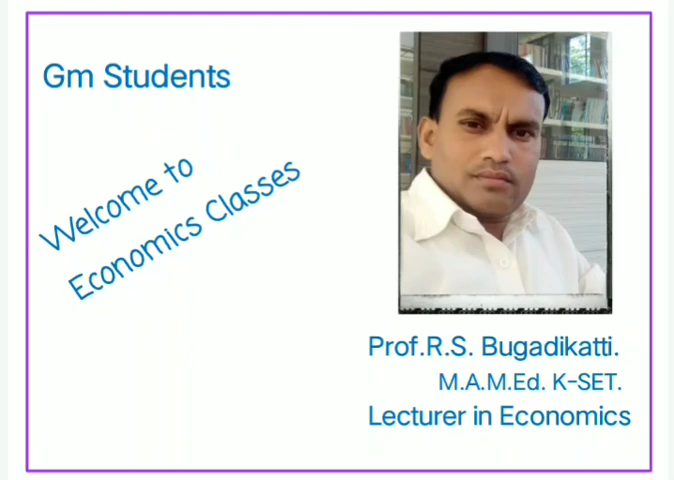 Gm Students
Welcome to
Economics Classes
Prof.R.S. Bugadikatti.
M.A.M.Ed. K-SET.
Lecturer in Economics